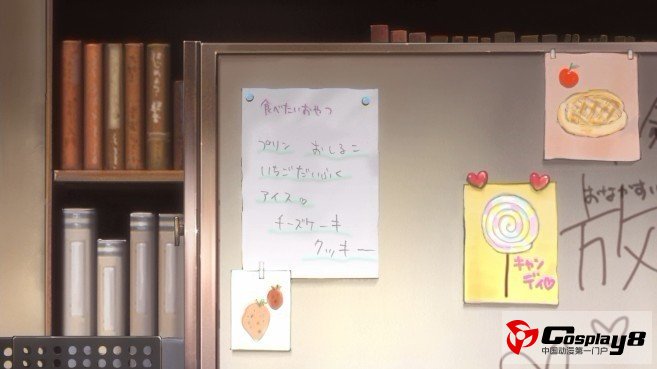 食べたいおやつ
プリン おしるこ
いちごだいふく
アイス
チーズケーキ
クッキー
キャン
ディ
おなかすい
放
Cosplay8
中国动漫第一门户